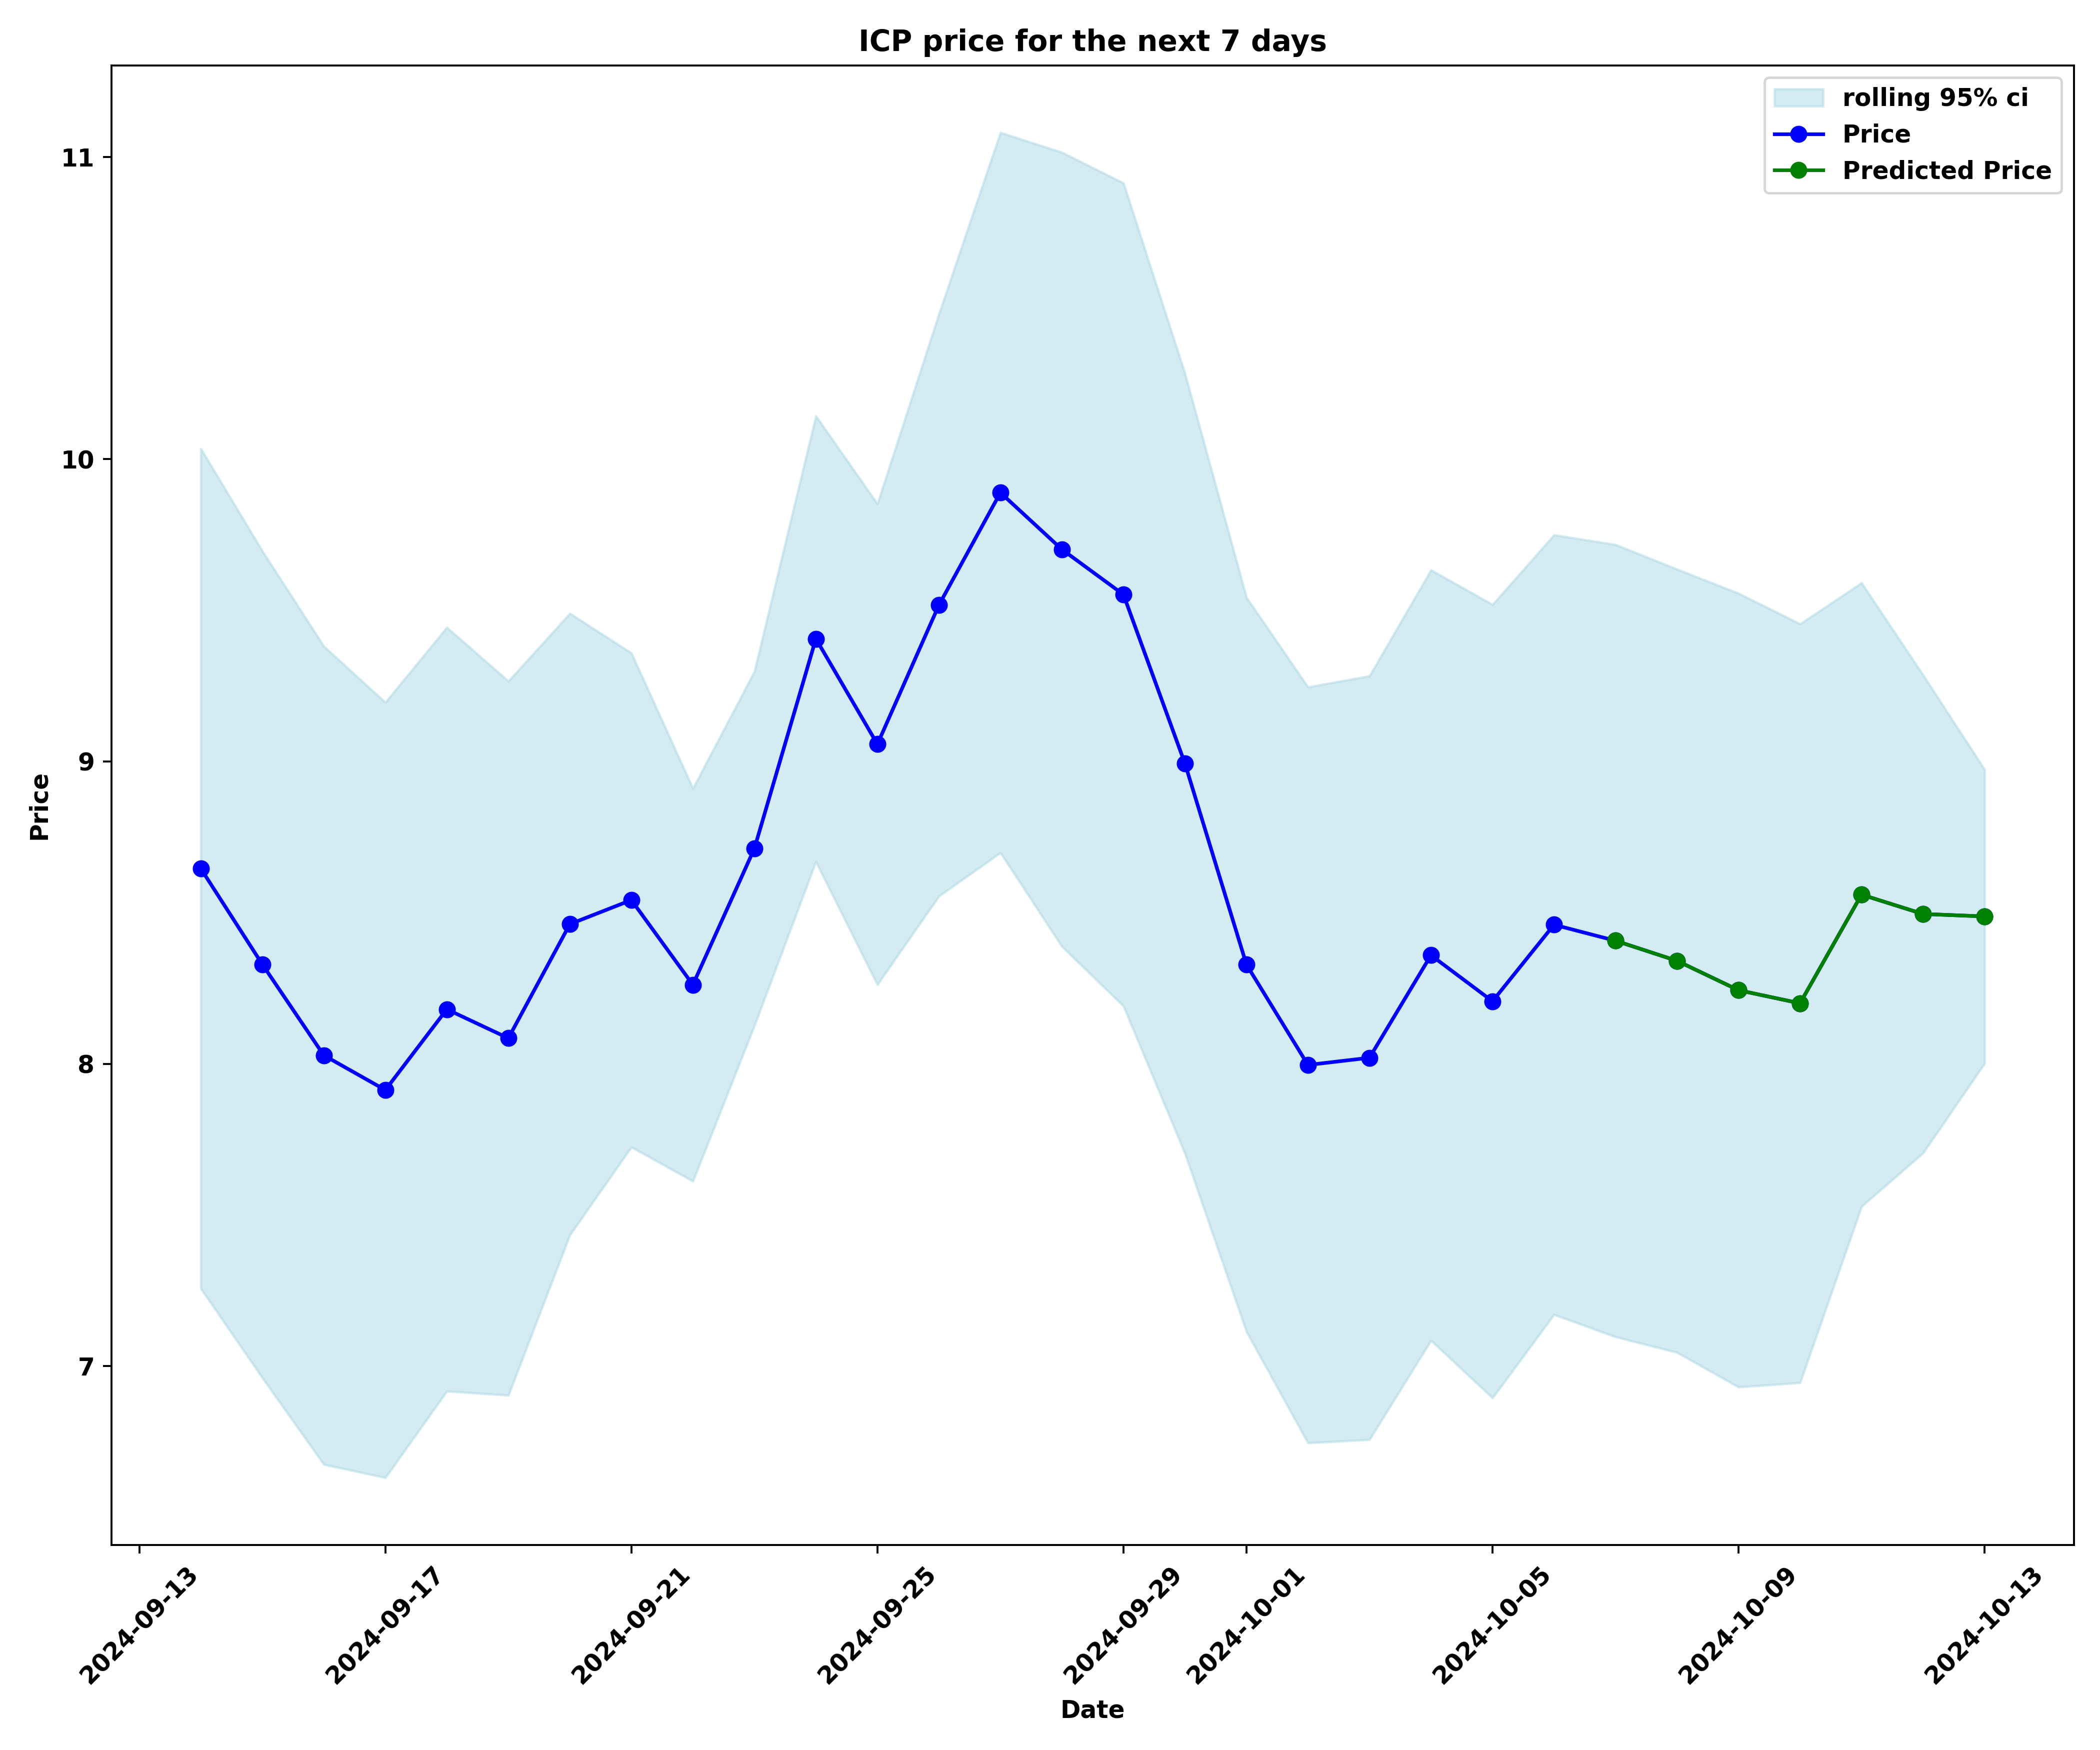 ICP price for the next 7 days
rolling 95% ci
Price
Predicted Price
11
10
9
8
7
Price
2024-09-13
2024-09-17
2024-09-21
2024-09-25
2024-09-29
2024-10-01
2024-10-05
2024-10-09
2024-10-13
Date